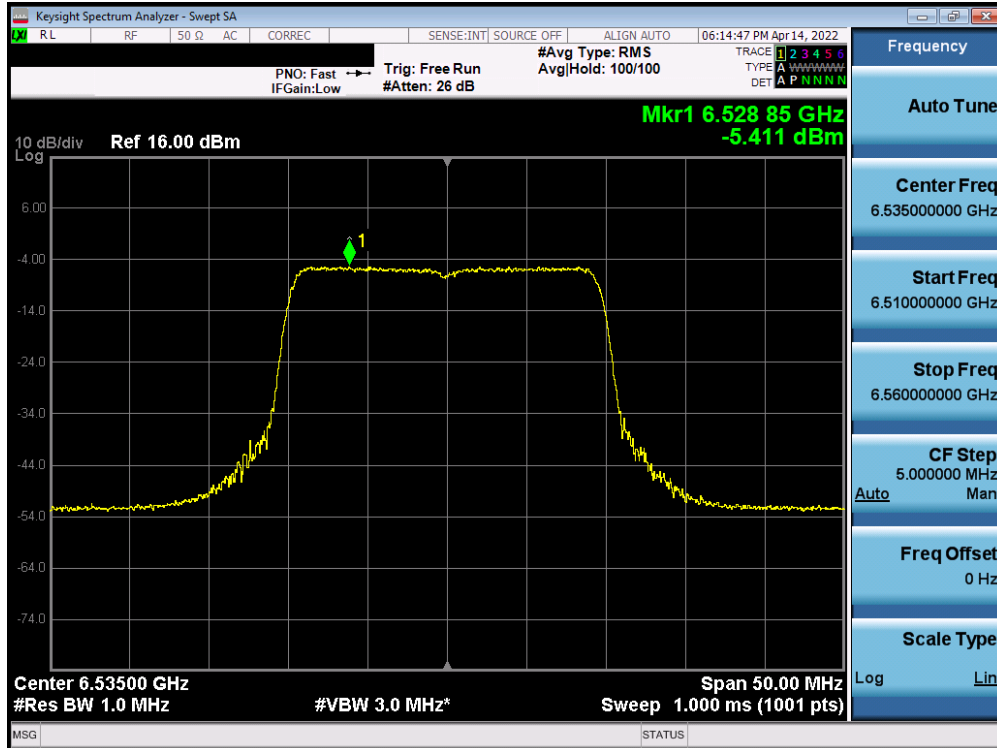 Keysight Spectrum Analyzer - Swept SA
LXI RL RF 50 Ω AC CORREC SENSE:INT SOURCE OFF ALIGN AUTO 06:14:47 PM Apr 14, 2022
PNO: Fast Trig: Free Run #Avg Type: RMS TRACE 1 2 3 4 5 6
IFGain:Low #Atten: 26 dB Avg|Hold: 100/100 TYPE A WWWWW
DET A P N N N N
Mkr1 6.528 85 GHz
-5.411 dBm
10 dB/div Ref 16.00 dBm
Log
6.00
1
-4.00
-14.0
-24.0
-34.0
-44.0
-54.0
-64.0
-74.0
Center 6.53500 GHz Span 50.00 MHz
#Res BW 1.0 MHz #VBW 3.0 MHz* Sweep 1.000 ms (1001 pts)
MSG STATUS
Frequency
Auto Tune
Center Freq
6.535000000 GHz
Start Freq
6.510000000 GHz
Stop Freq
6.560000000 GHz
CF Step
5.000000 MHz
Auto Man
Freq Offset
0 Hz
Scale Type
Log Lin